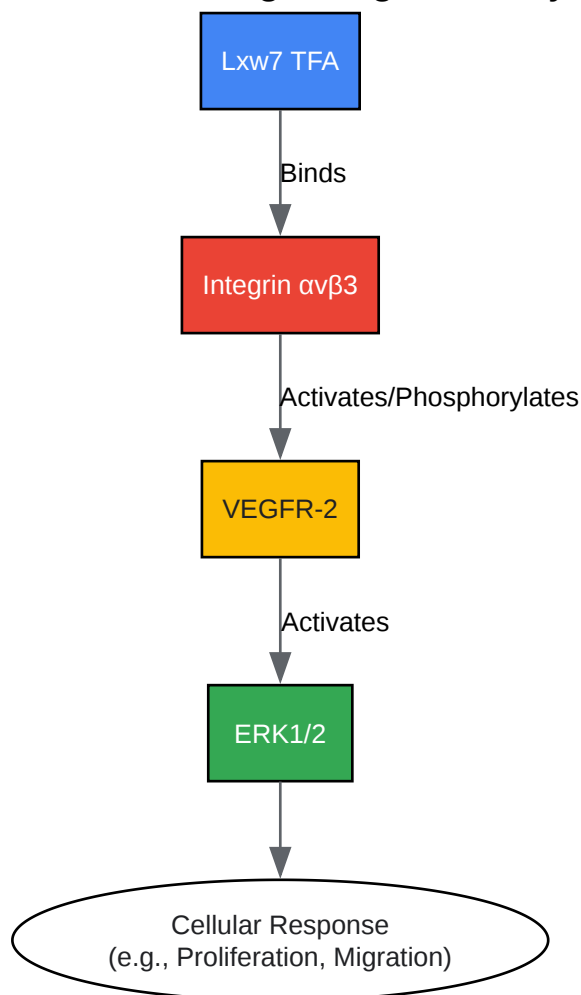 Lxw7 TFA
Binds
Integrin αvβ3
Activates/Phosphorylates
VEGFR-2
Activates
ERK1/2
Cellular Response
(e.g., Proliferation, Migration)